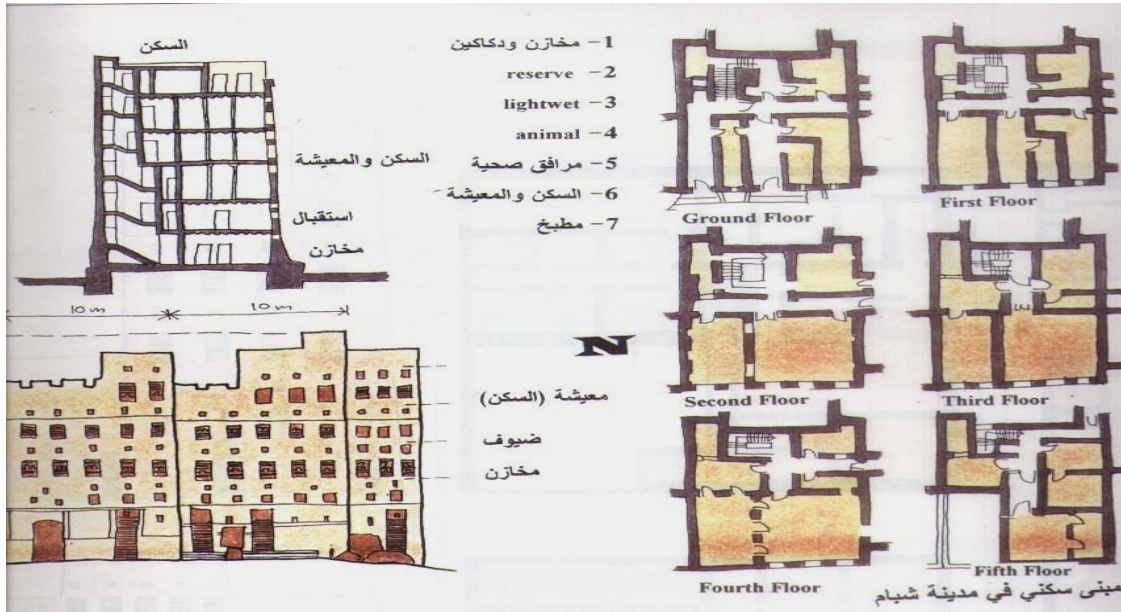 السكن
السكن والمعيشة
استقبال
مخازن
10 m
10 m
1- مخازن ودكاكين
2- reserve
3- lightwet
4- animal
5- مرافق صحية
6- السكن والمعيشة
7- مطبخ
N
معيشة (السكن)
ضيوف
مخازن
Ground Floor
First Floor
Second Floor
Third Floor
Fourth Floor
Fifth Floor
مبنى سكني في مدينة شبام